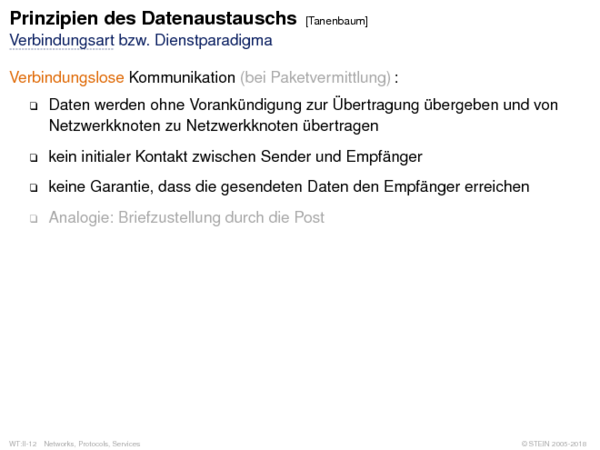 Prinzipien des Datenaustauschs [Tanenbaum]
Verbindungsart bzw. Dienstparadigma
Verbindungslose Kommunikation (bei Paketvermittlung) :
❑ Daten werden ohne Vorankündigung zur Übertragung übergeben und von
Netzwerkknoten zu Netzwerkknoten übertragen
❑ kein initialer Kontakt zwischen Sender und Empfänger
❑ keine Garantie, dass die gesendeten Daten den Empfänger erreichen
❑ Analogie: Briefzustellung durch die Post
WT:II-12 Networks, Protocols, Services © STEIN 2005-2018